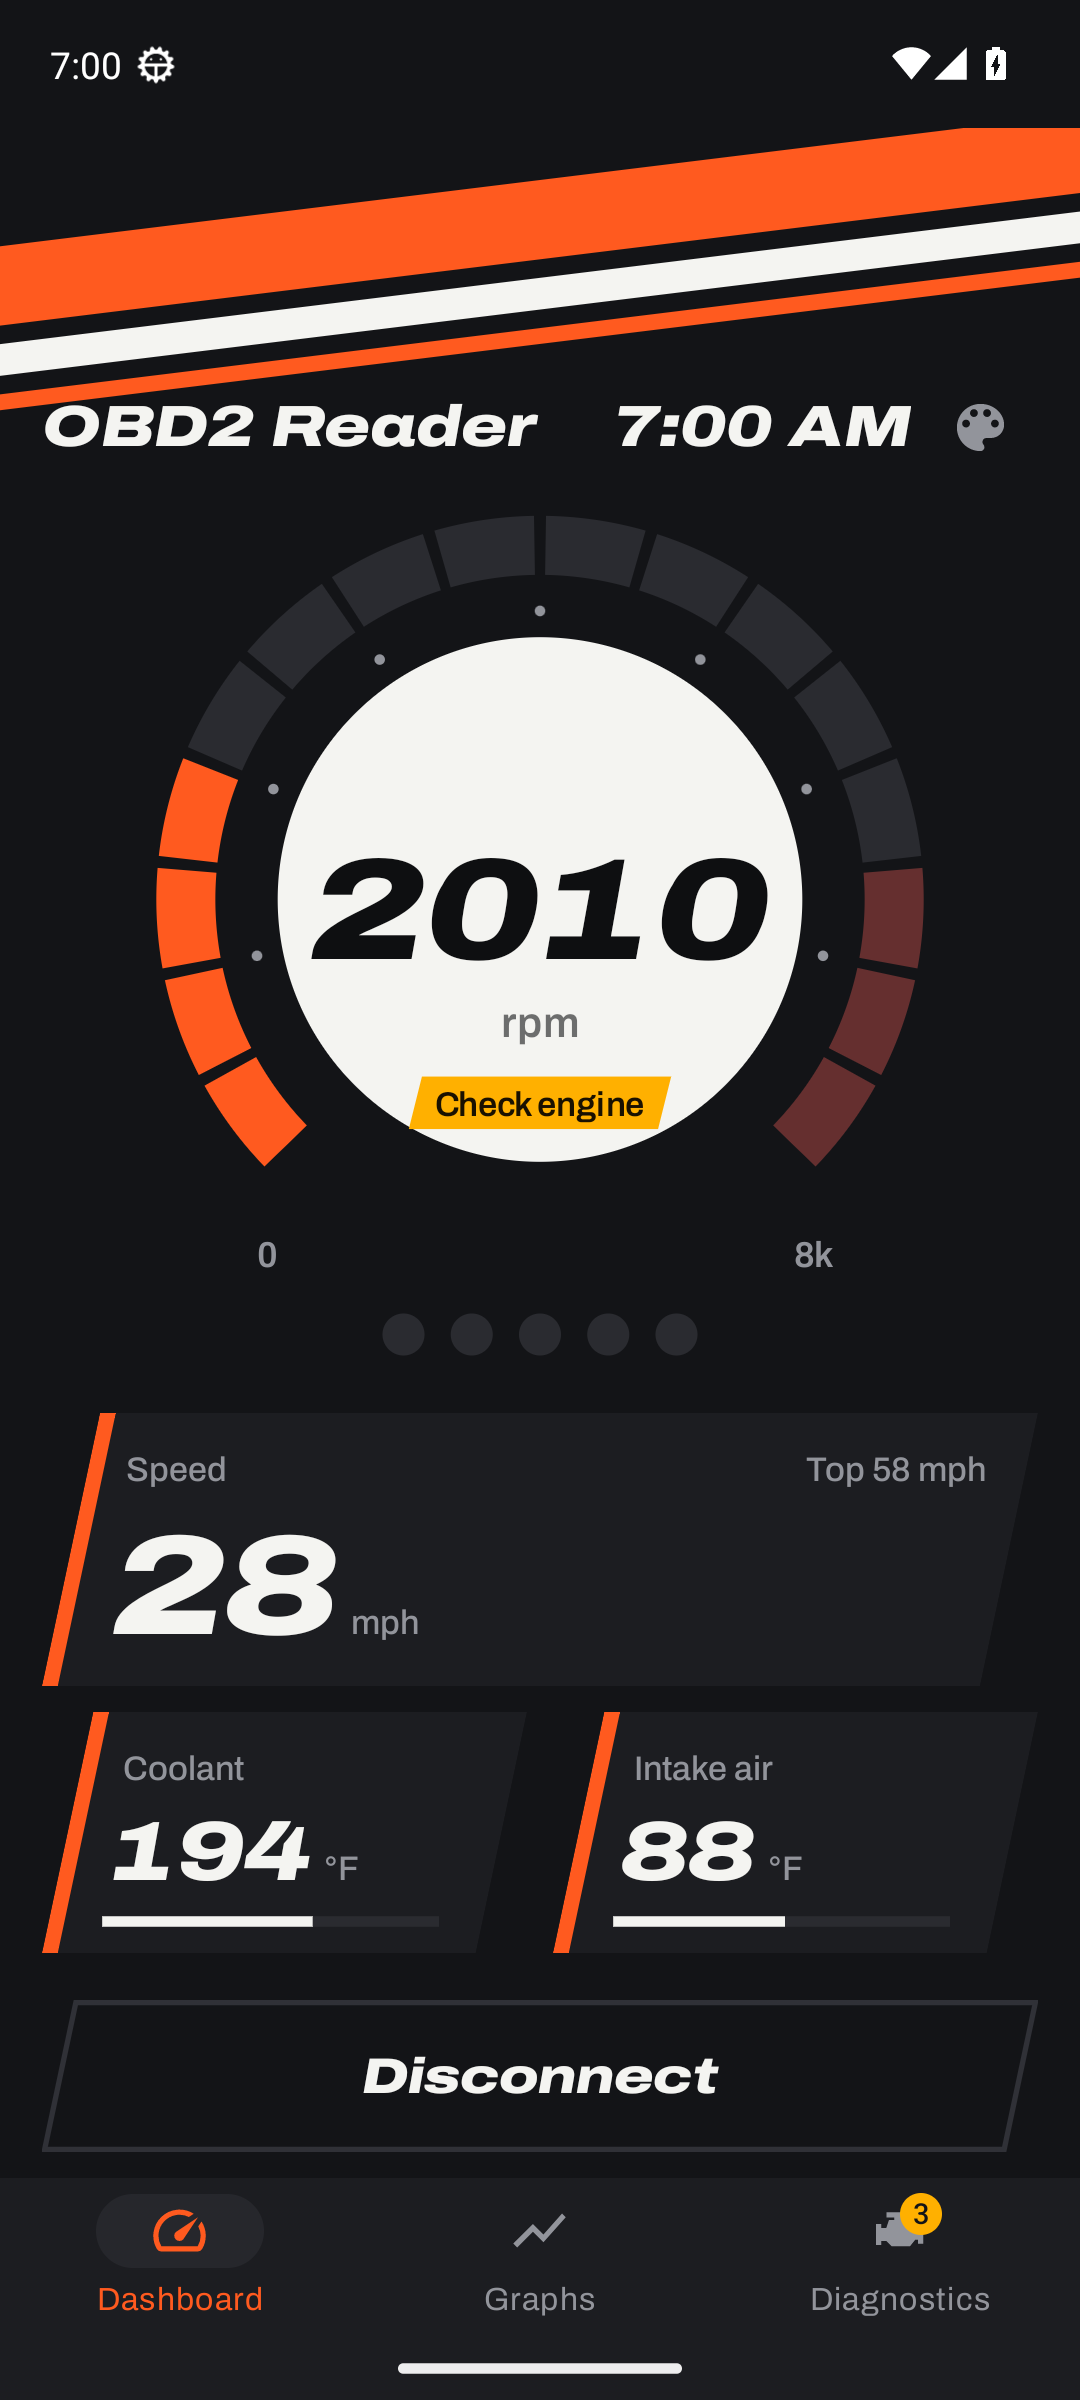 7:00
OBD2 Reader 7:00 AM
2010
rpm
Check engine
0 8k
Speed Top 58 mph
28 mph
Coolant Intake air
194 °F 88 °F
Disconnect
3
Dashboard Graphs Diagnostics